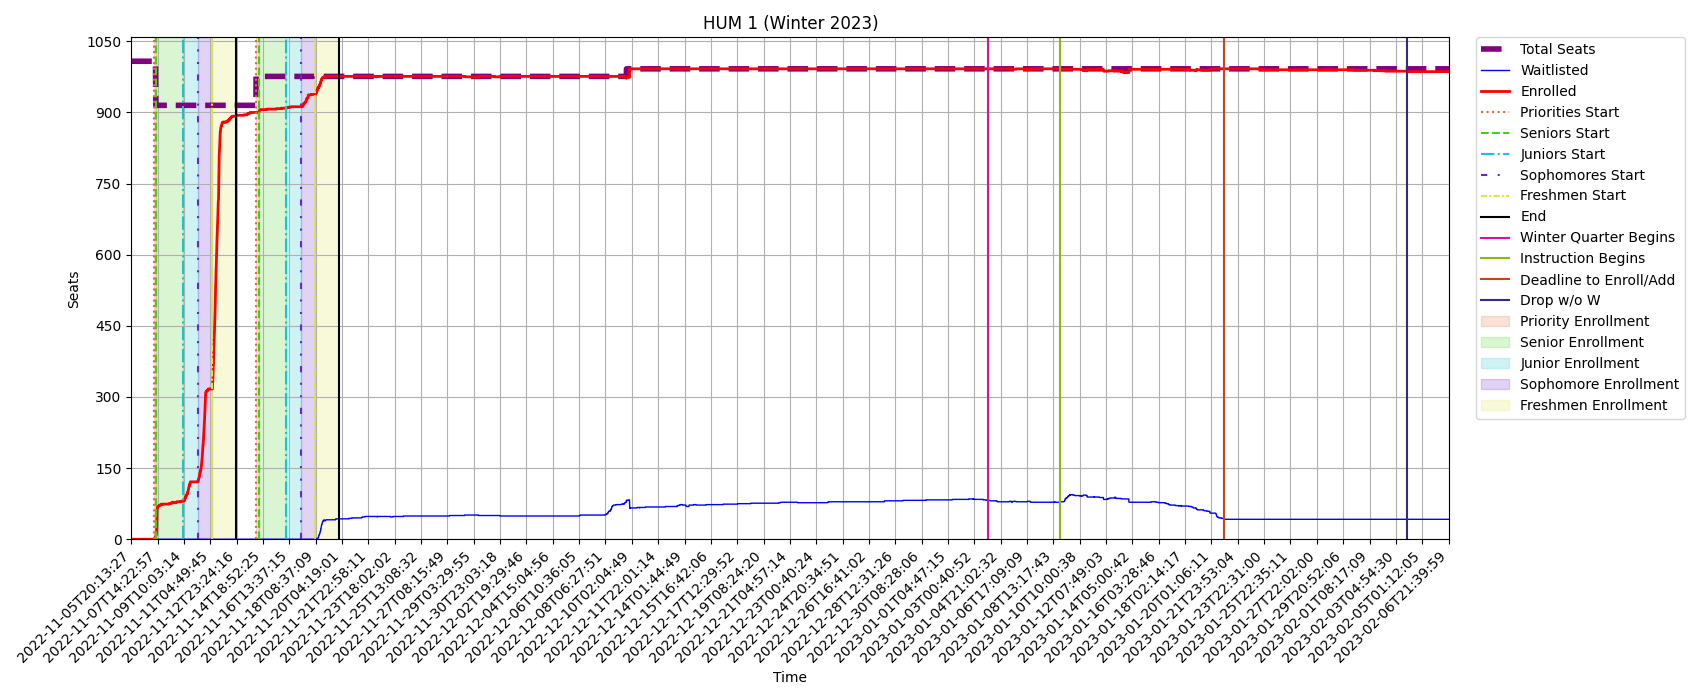 HUM 1 (Winter 2023)
1050
900
750
600
450
300
150
0
Seats
2022-11-05T20:13:27
2022-11-07T14:22:57
2022-11-09T10:03:14
2022-11-11T04:49:45
2022-11-12T23:24:16
2022-11-14T18:52:25
2022-11-16T13:37:15
2022-11-18T08:37:09
2022-11-20T04:19:01
2022-11-21T22:58:11
2022-11-23T18:02:02
2022-11-25T13:08:32
2022-11-27T08:15:49
2022-11-29T03:29:55
2022-11-30T23:03:18
2022-12-02T19:29:46
2022-12-04T15:04:56
2022-12-06T10:36:05
2022-12-08T06:27:51
2022-12-10T02:04:49
2022-12-11T22:01:14
2022-12-14T01:44:49
2022-12-15T16:42:06
2022-12-17T12:29:52
2022-12-19T08:24:20
2022-12-21T04:57:14
2022-12-23T00:40:24
2022-12-24T20:34:51
2022-12-26T16:41:02
2022-12-28T12:31:26
2022-12-30T08:28:06
2023-01-01T04:47:15
2023-01-03T00:40:52
2023-01-04T21:02:32
2023-01-06T17:09:09
2023-01-08T13:17:43
2023-01-10T10:00:38
2023-01-12T07:49:03
2023-01-14T05:00:42
2023-01-16T03:28:46
2023-01-18T02:14:17
2023-01-20T01:06:11
2023-01-21T23:53:04
2023-01-23T22:31:00
2023-01-25T22:35:11
2023-01-27T22:02:00
2023-01-29T20:52:06
2023-02-01T08:17:09
2023-02-03T04:54:30
2023-02-05T01:12:05
2023-02-06T21:39:59
Time
Total Seats
Waitlisted
Enrolled
Priorities Start
Seniors Start
Juniors Start
Sophomores Start
Freshmen Start
End
Winter Quarter Begins
Instruction Begins
Deadline to Enroll/Add
Drop w/o W
Priority Enrollment
Senior Enrollment
Junior Enrollment
Sophomore Enrollment
Freshmen Enrollment